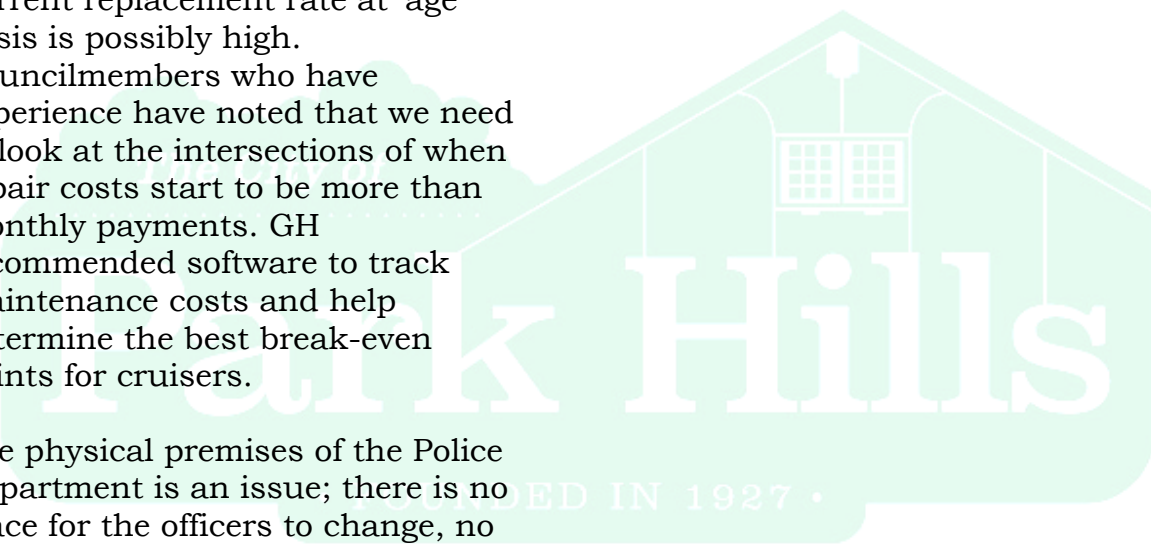 rrent replacement rate at 'age
sis is possibly high.
uncilmembers who have
perience have noted that we need
look at the intersections of when
pair costs start to be more than
onthly payments. GH
commended software to track
aintenance costs and help
termine the best break-even
ints for cruisers.
e physical premises of the Police
partment is an issue; there is no
ace for the officers to change, no
The City of
Park Hills
FOUNDED IN 1927 •